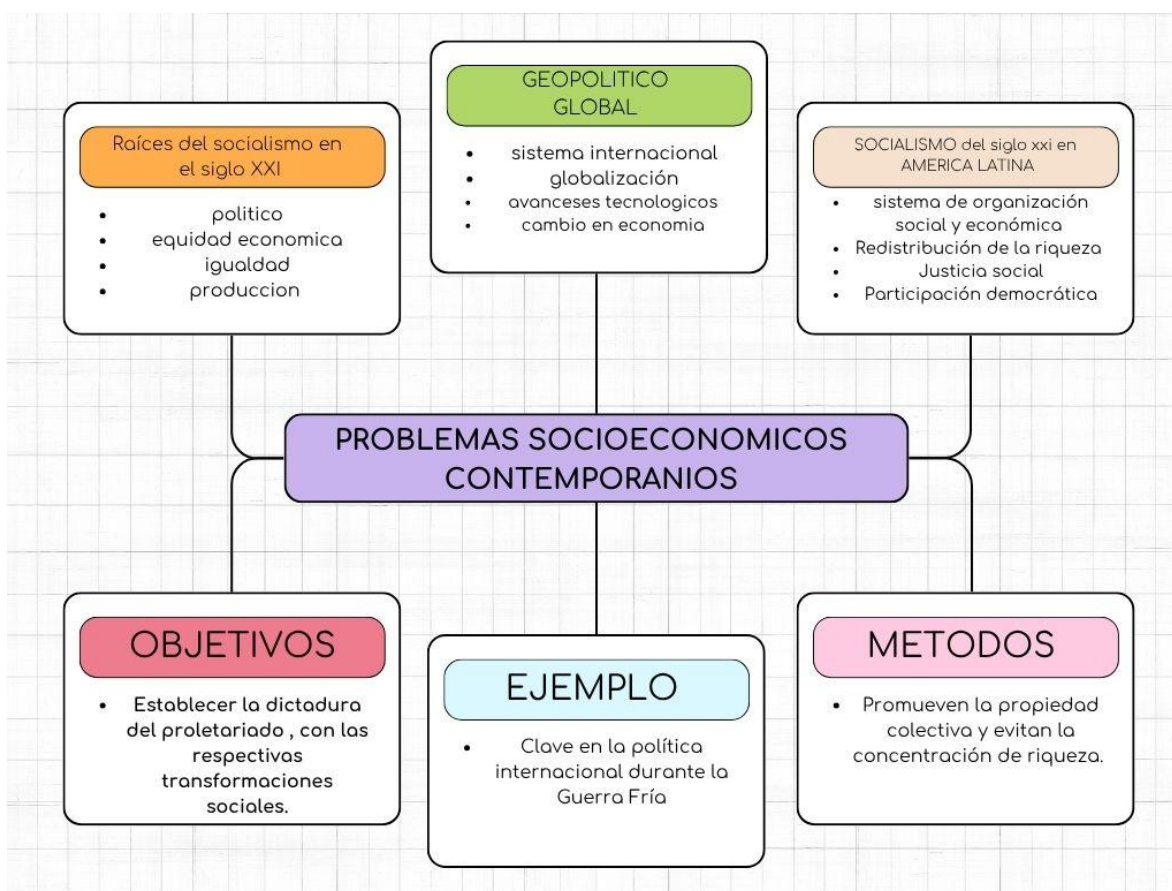 Raíces del socialismo en
el siglo XXI
• politico
• equidad economica
• igualdad
• produccion
GEOPOLITICO
GLOBAL
• sistema internacional
• globalización
• avanceses tecnologicos
• cambio en economia
SOCIALISMO del siglo xxi en
AMERICA LATINA
• sistema de organización
social y económica
• Redistribución de la riqueza
• Justicia social
• Participación democrática
PROBLEMAS SOCIOECONOMICOS
CONTEMPORANIOS
OBJETIVOS
• Establecer la dictadura
del proletariado , con las
respectivas
transformaciones
sociales.
EJEMPLO
• Clave en la política
internacional durante la
Guerra Fría
METODOS
• Promueven la propiedad
colectiva y evitan la
concentración de riqueza.